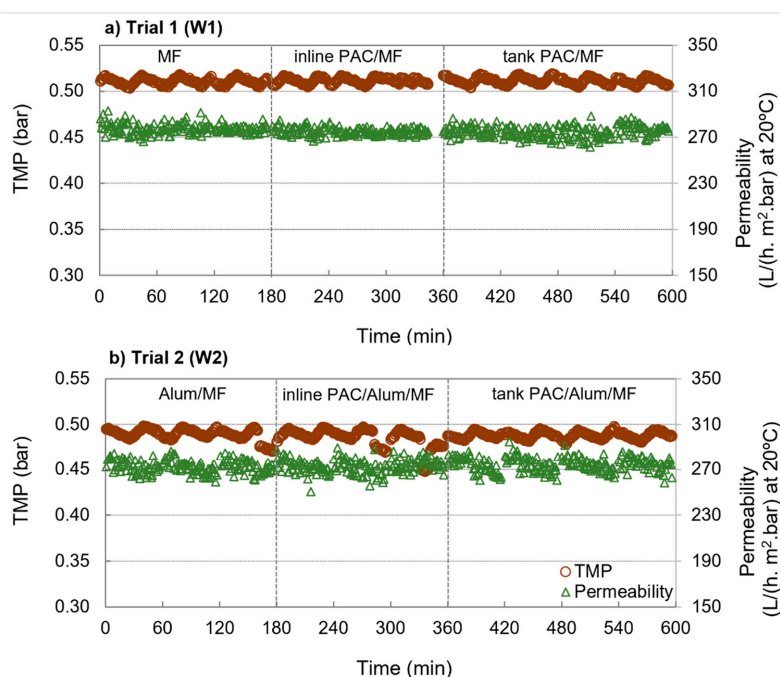 a) Trial 1 (W1)
MF inline PAC/MF tank PAC/MF
0.55 350
0.50 310
0.45 270
0.40 230
0.35 190
0.30 150
TMP (bar)
Permeability
(L/(h. m².bar) at 20ºC)
0 60 120 180 240 300 360 420 480 540 600
Time (min)
b) Trial 2 (W2)
Alum/MF inline PAC/Alum/MF tank PAC/Alum/MF
0.55 350
0.50 310
0.45 270
0.40 230
0.35 190
0.30 150
TMP (bar)
Permeability
(L/(h. m².bar) at 20ºC)
TMP
Permeability
0 60 120 180 240 300 360 420 480 540 600
Time (min)